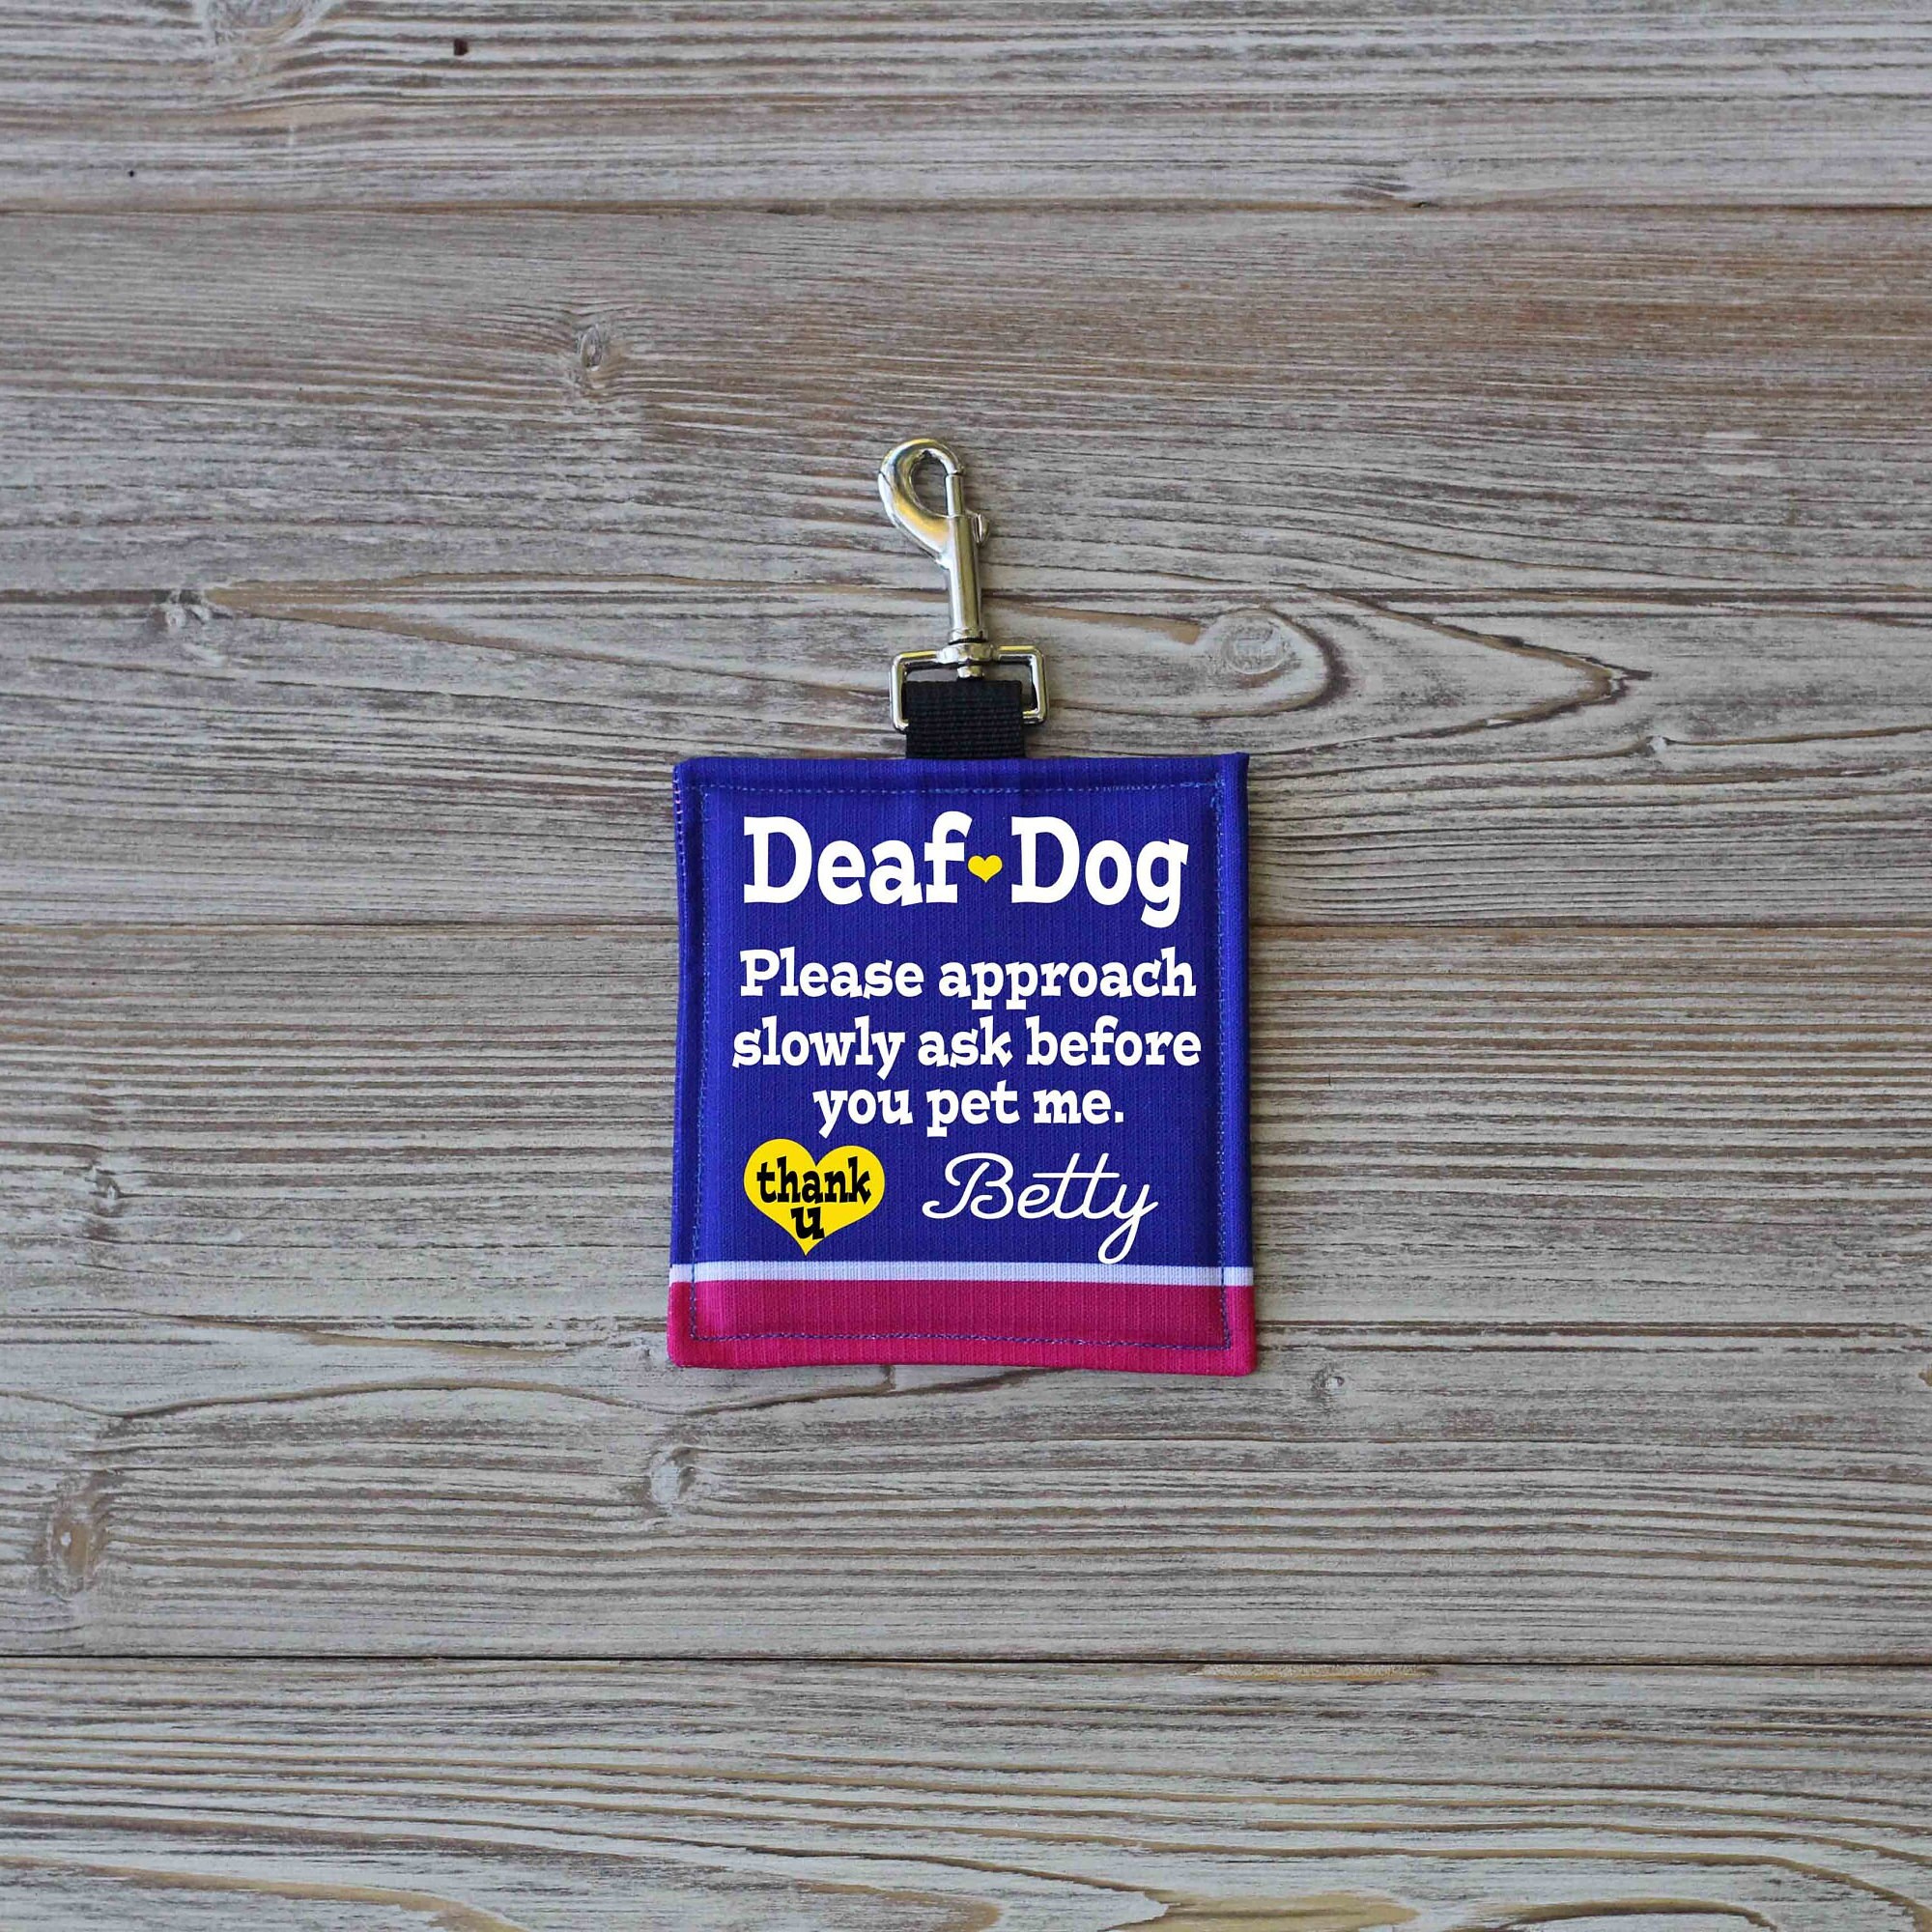 Deaf Dog
Please approach
slowly ask before
you pet me.
thank
u
Betty